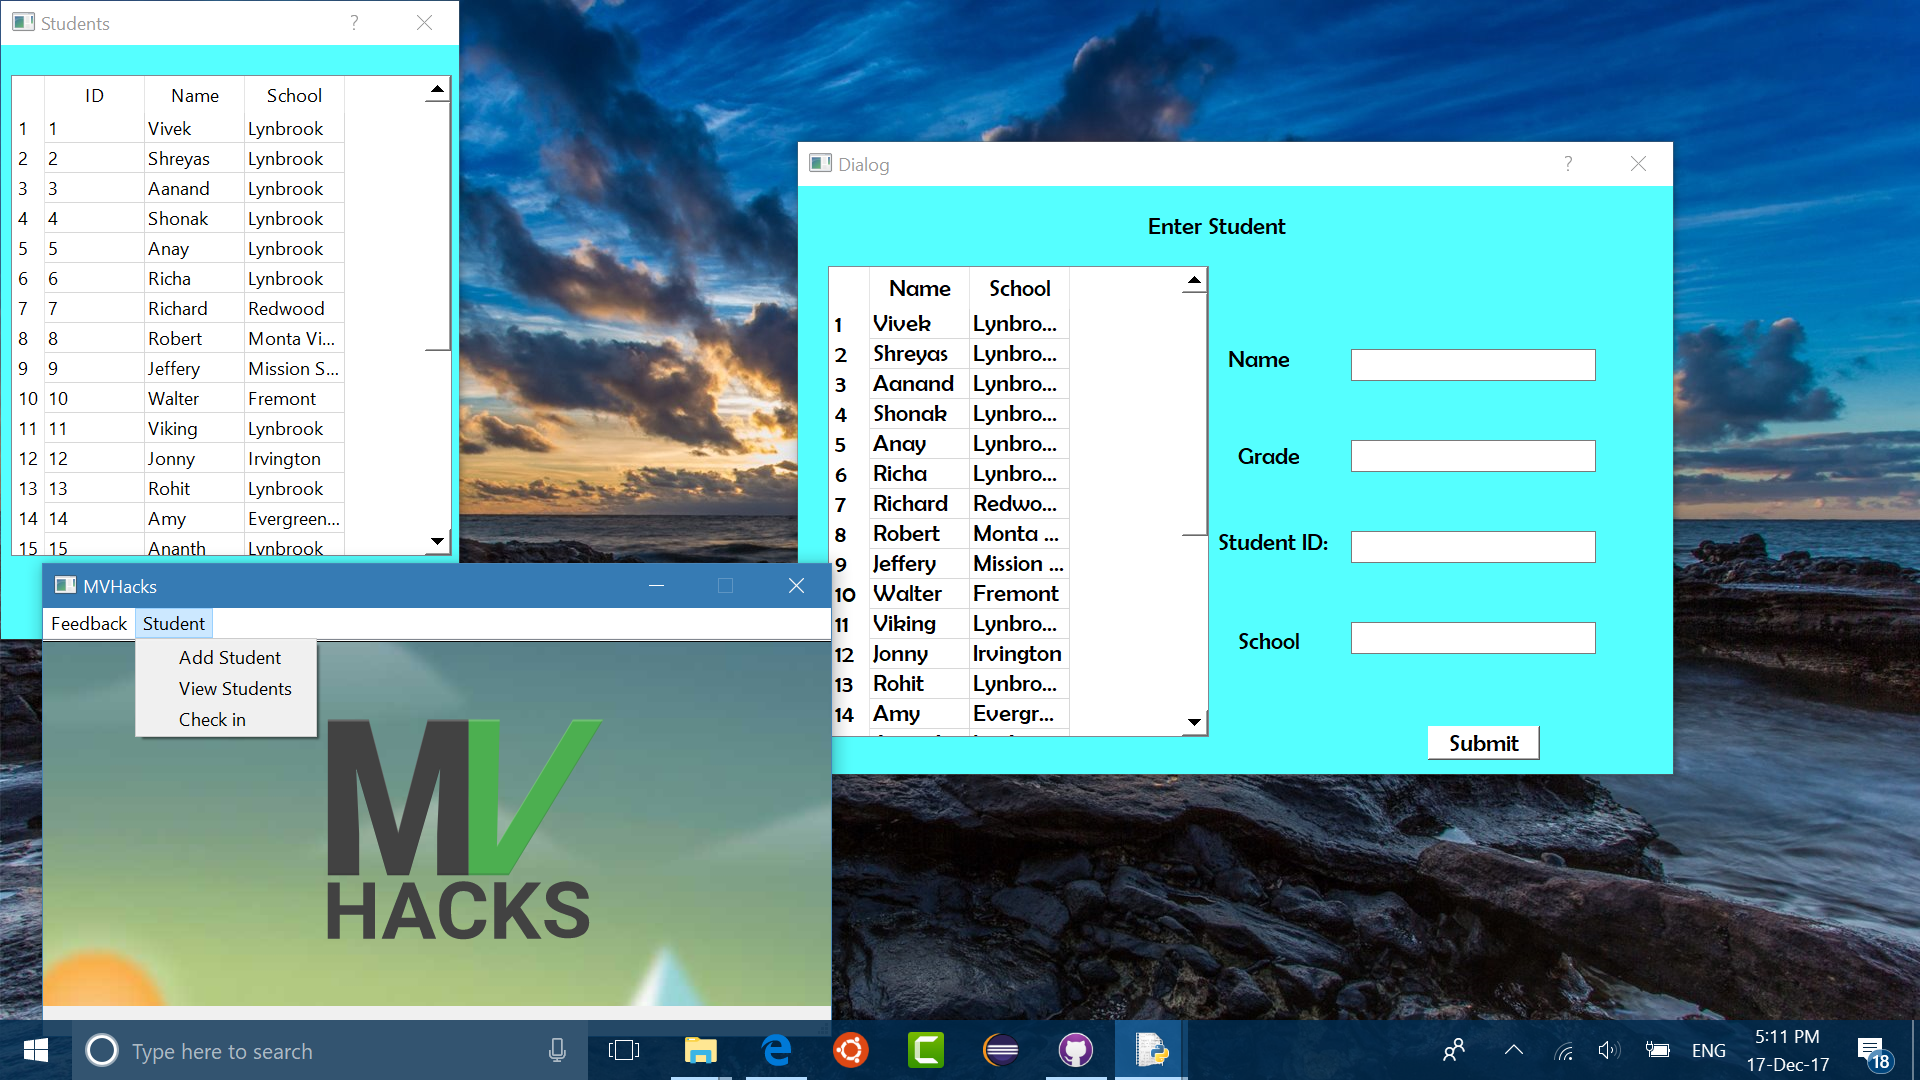 Students
ID Name School
1 1 Vivek Lynbrook
2 2 Shreyas Lynbrook
3 3 Aanand Lynbrook
4 4 Shonak Lynbrook
5 5 Anay Lynbrook
6 6 Richa Lynbrook
7 7 Richard Redwood
8 8 Robert Monta Vi...
9 9 Jeffery Mission S...
10 10 Walter Fremont
11 11 Viking Lynbrook
12 12 Jonny Irvington
13 13 Rohit Lynbrook
14 14 Amy Evergreen...
15 15 Ananth Lynbrook
Dialog
Enter Student
Name School
1 Vivek Lynbro...
2 Shreyas Lynbro...
3 Aanand Lynbro...
4 Shonak Lynbro...
5 Anay Lynbro...
6 Richa Lynbro...
7 Richard Redwo...
8 Robert Monta ...
9 Jeffery Mission ...
10 Walter Fremont
11 Viking Lynbro...
12 Jonny Irvington
13 Rohit Lynbro...
14 Amy Evergr...
Name
Grade
Student ID:
School
Submit
MVHacks
Feedback Student
Add Student
View Students
Check in
MV
HACKS
Type here to search
ENG
5:11 PM
17-Dec-17
18